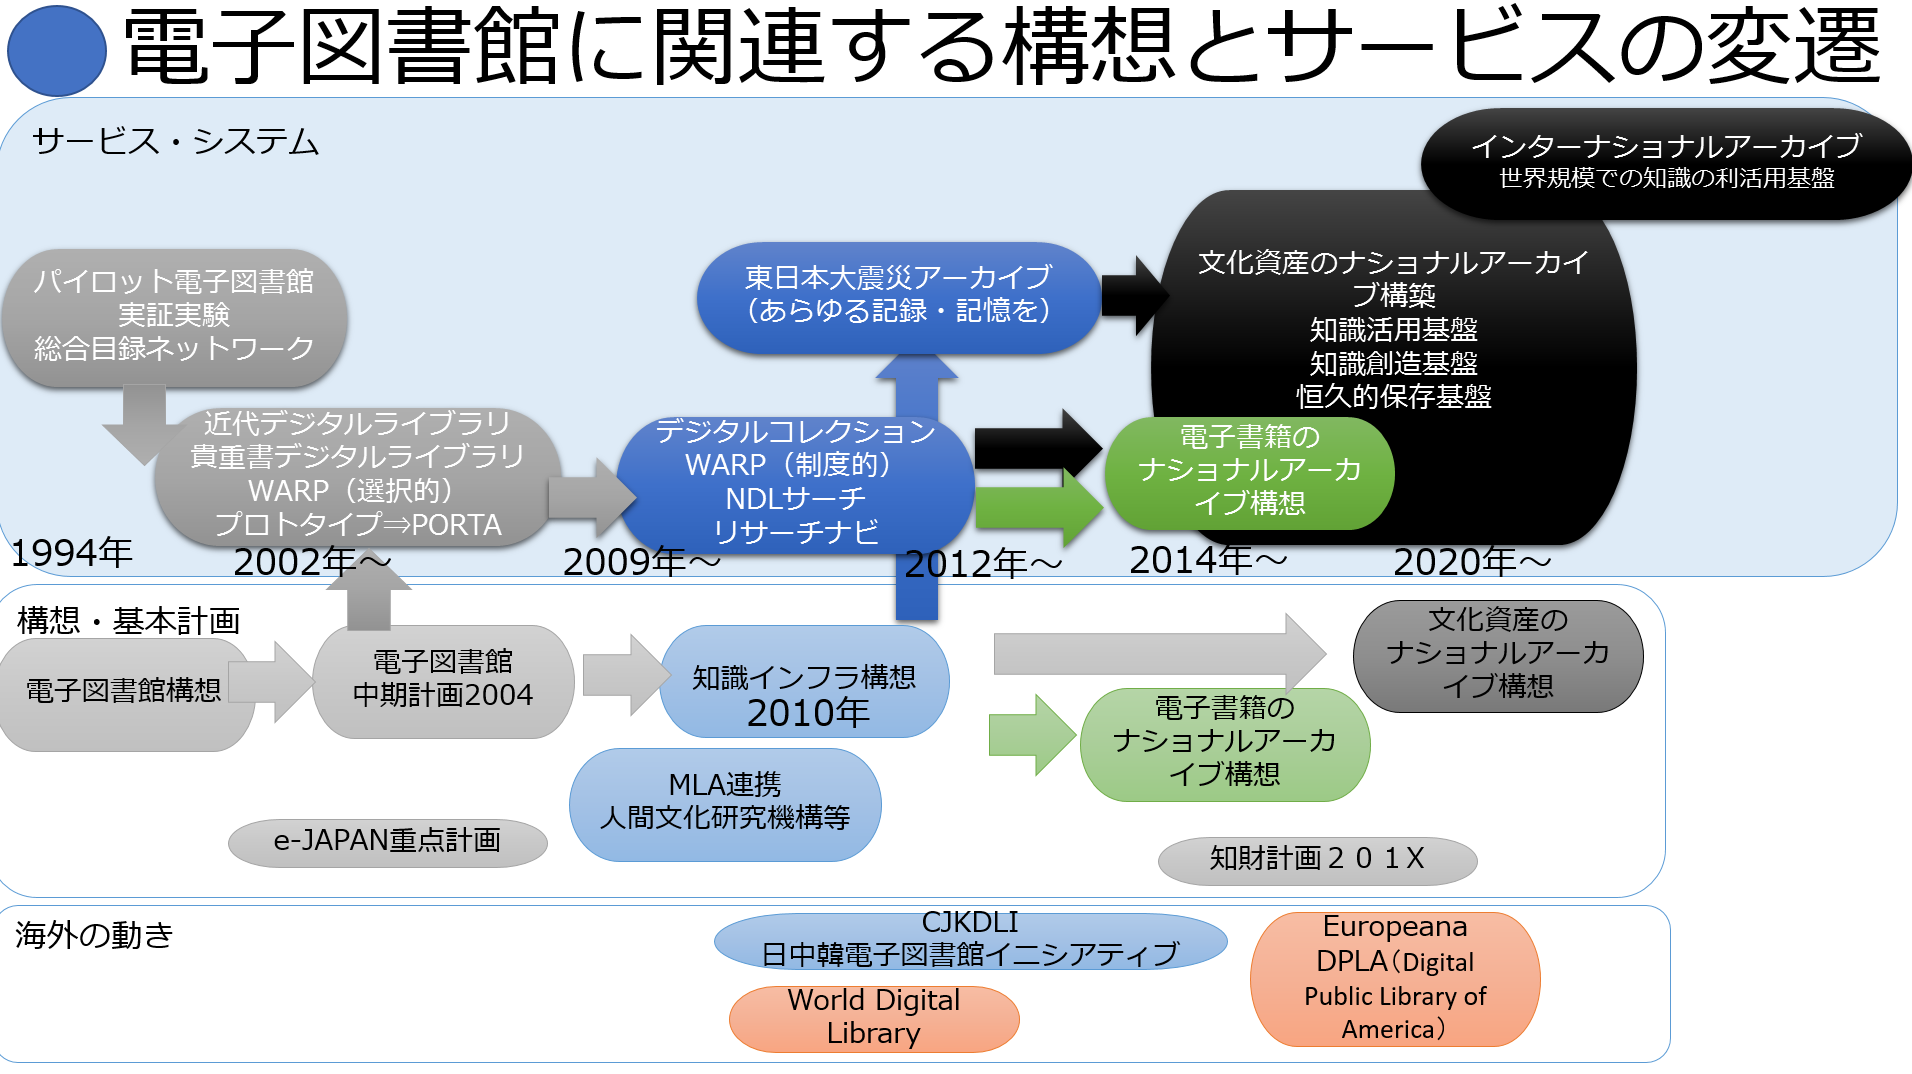 電子図書館に関連する構想とサービスの変遷
サービス・システム
インターナショナルアーカイブ
世界規模での知識の利活用基盤
パイロット電子図書館
実証実験
総合目録ネットワーク
東日本大震災アーカイブ
（あらゆる記録・記憶を）
文化資産のナショナルアーカイ
ブ構築
知識活用基盤
知識創造基盤
恒久的保存基盤
近代デジタルライブラリ
貴重書デジタルライブラリ
WARP（選択的）
プロトタイプ⇒PORTA
デジタルコレクション
WARP（制度的）
NDLサーチ
リサーチナビ
電子書籍の
ナショナルアーカ
イブ構想
1994年
2002年～
2009年～
2012年～
2014年～
2020年～
構想・基本計画
電子図書館構想
電子図書館
中期計画2004
知識インフラ構想
2010年
文化資産の
ナショナルアーカ
イブ構想
電子書籍の
ナショナルアーカ
イブ構想
MLA連携
人間文化研究機構等
e-JAPAN重点計画
知財計画２０１X
海外の動き
CJKDLI
日中韓電子図書館イニシアティブ
World Digital
Library
Europeana
DPLA（Digital
Public Library of
America）